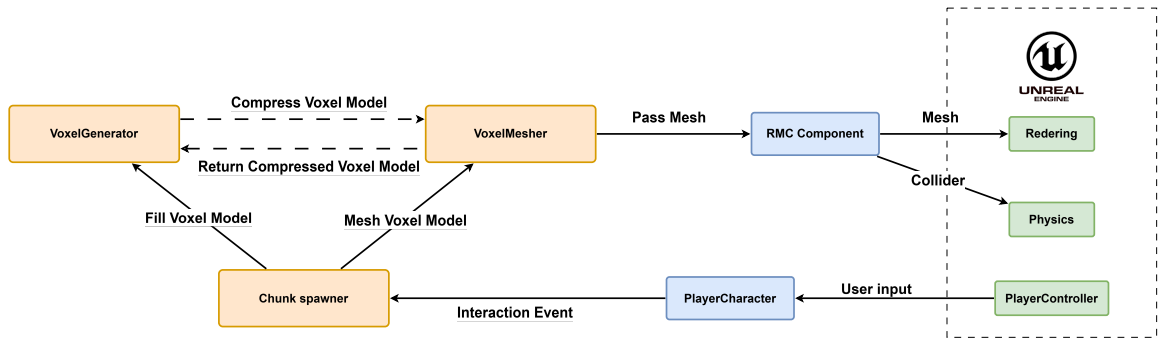 UNREAL
ENGINE
Compress Voxel Model
VoxelGenerator
VoxelMesher
Pass Mesh
RMC Component
Mesh
Redering
Return Compressed Voxel Model
Collider
Fill Voxel Model
Mesh Voxel Model
Physics
Chunk spawner
Interaction Event
PlayerCharacter
User input
PlayerController